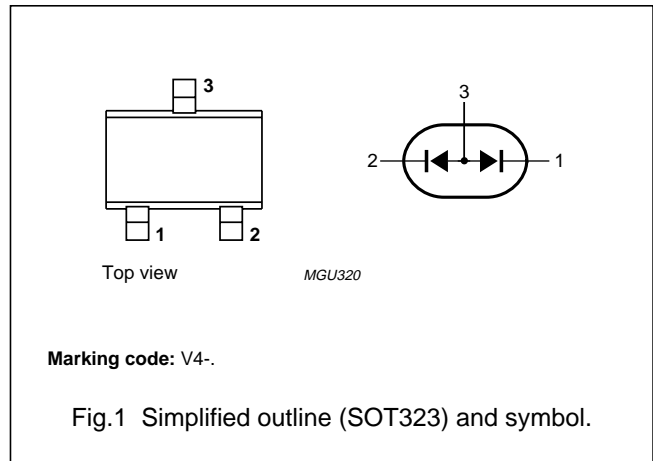 3
1
2
Top view
3
2
1
MGU320
Marking code: V4-.
Fig.1 Simplified outline (SOT323) and symbol.